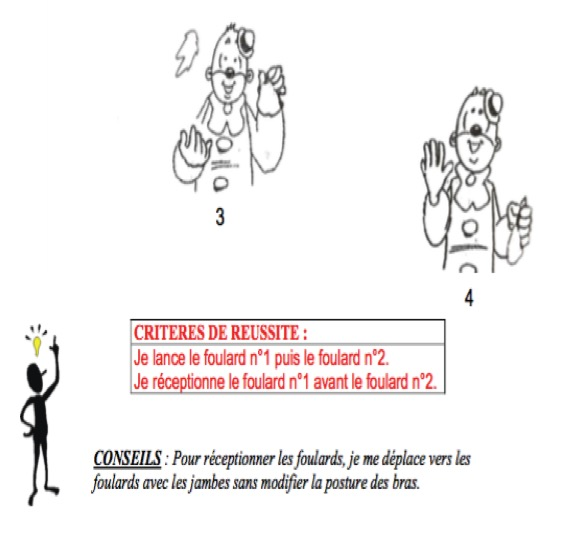 3
4
CRITERES DE REUSSITE :
Je lance le foulard n°1 puis le foulard n°2.
Je réceptionne le foulard n°1 avant le foulard n°2.
CONSEILS : Pour réceptionner les foulards, je me déplace vers les
foulards avec les jambes sans modifier la posture des bras.